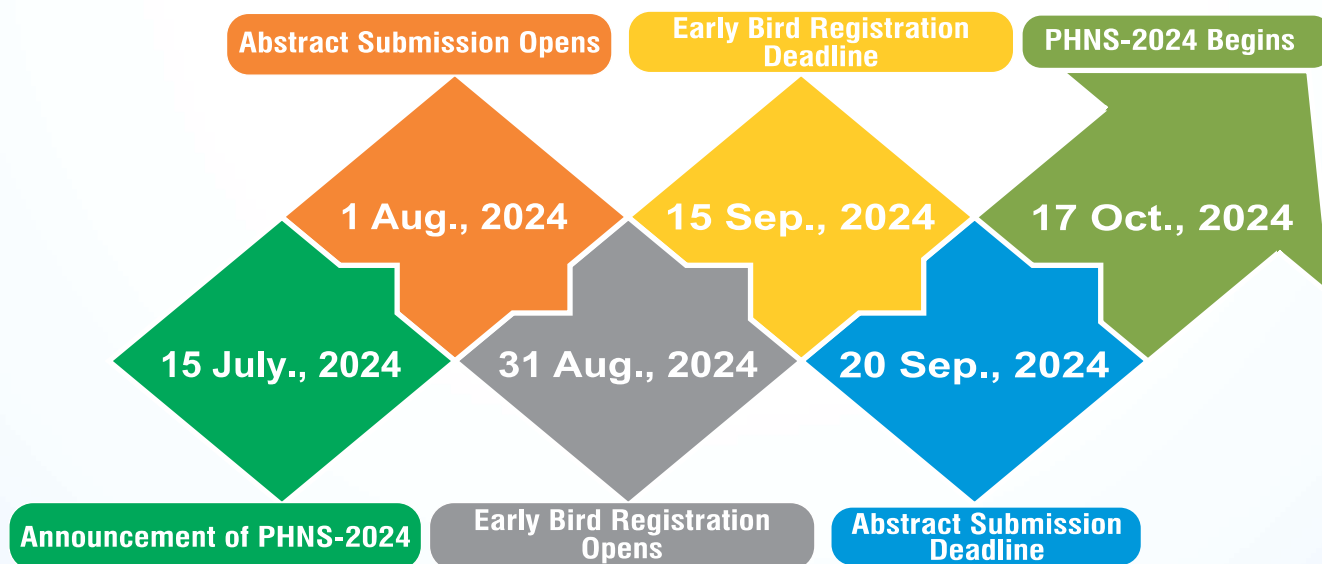 Abstract Submission Opens
Early Bird Registration
Deadline
PHNS-2024 Begins
1 Aug., 2024
15 Sep., 2024
17 Oct., 2024
15 July., 2024
31 Aug., 2024
20 Sep., 2024
Announcement of PHNS-2024
Early Bird Registration
Opens
Abstract Submission
Deadline